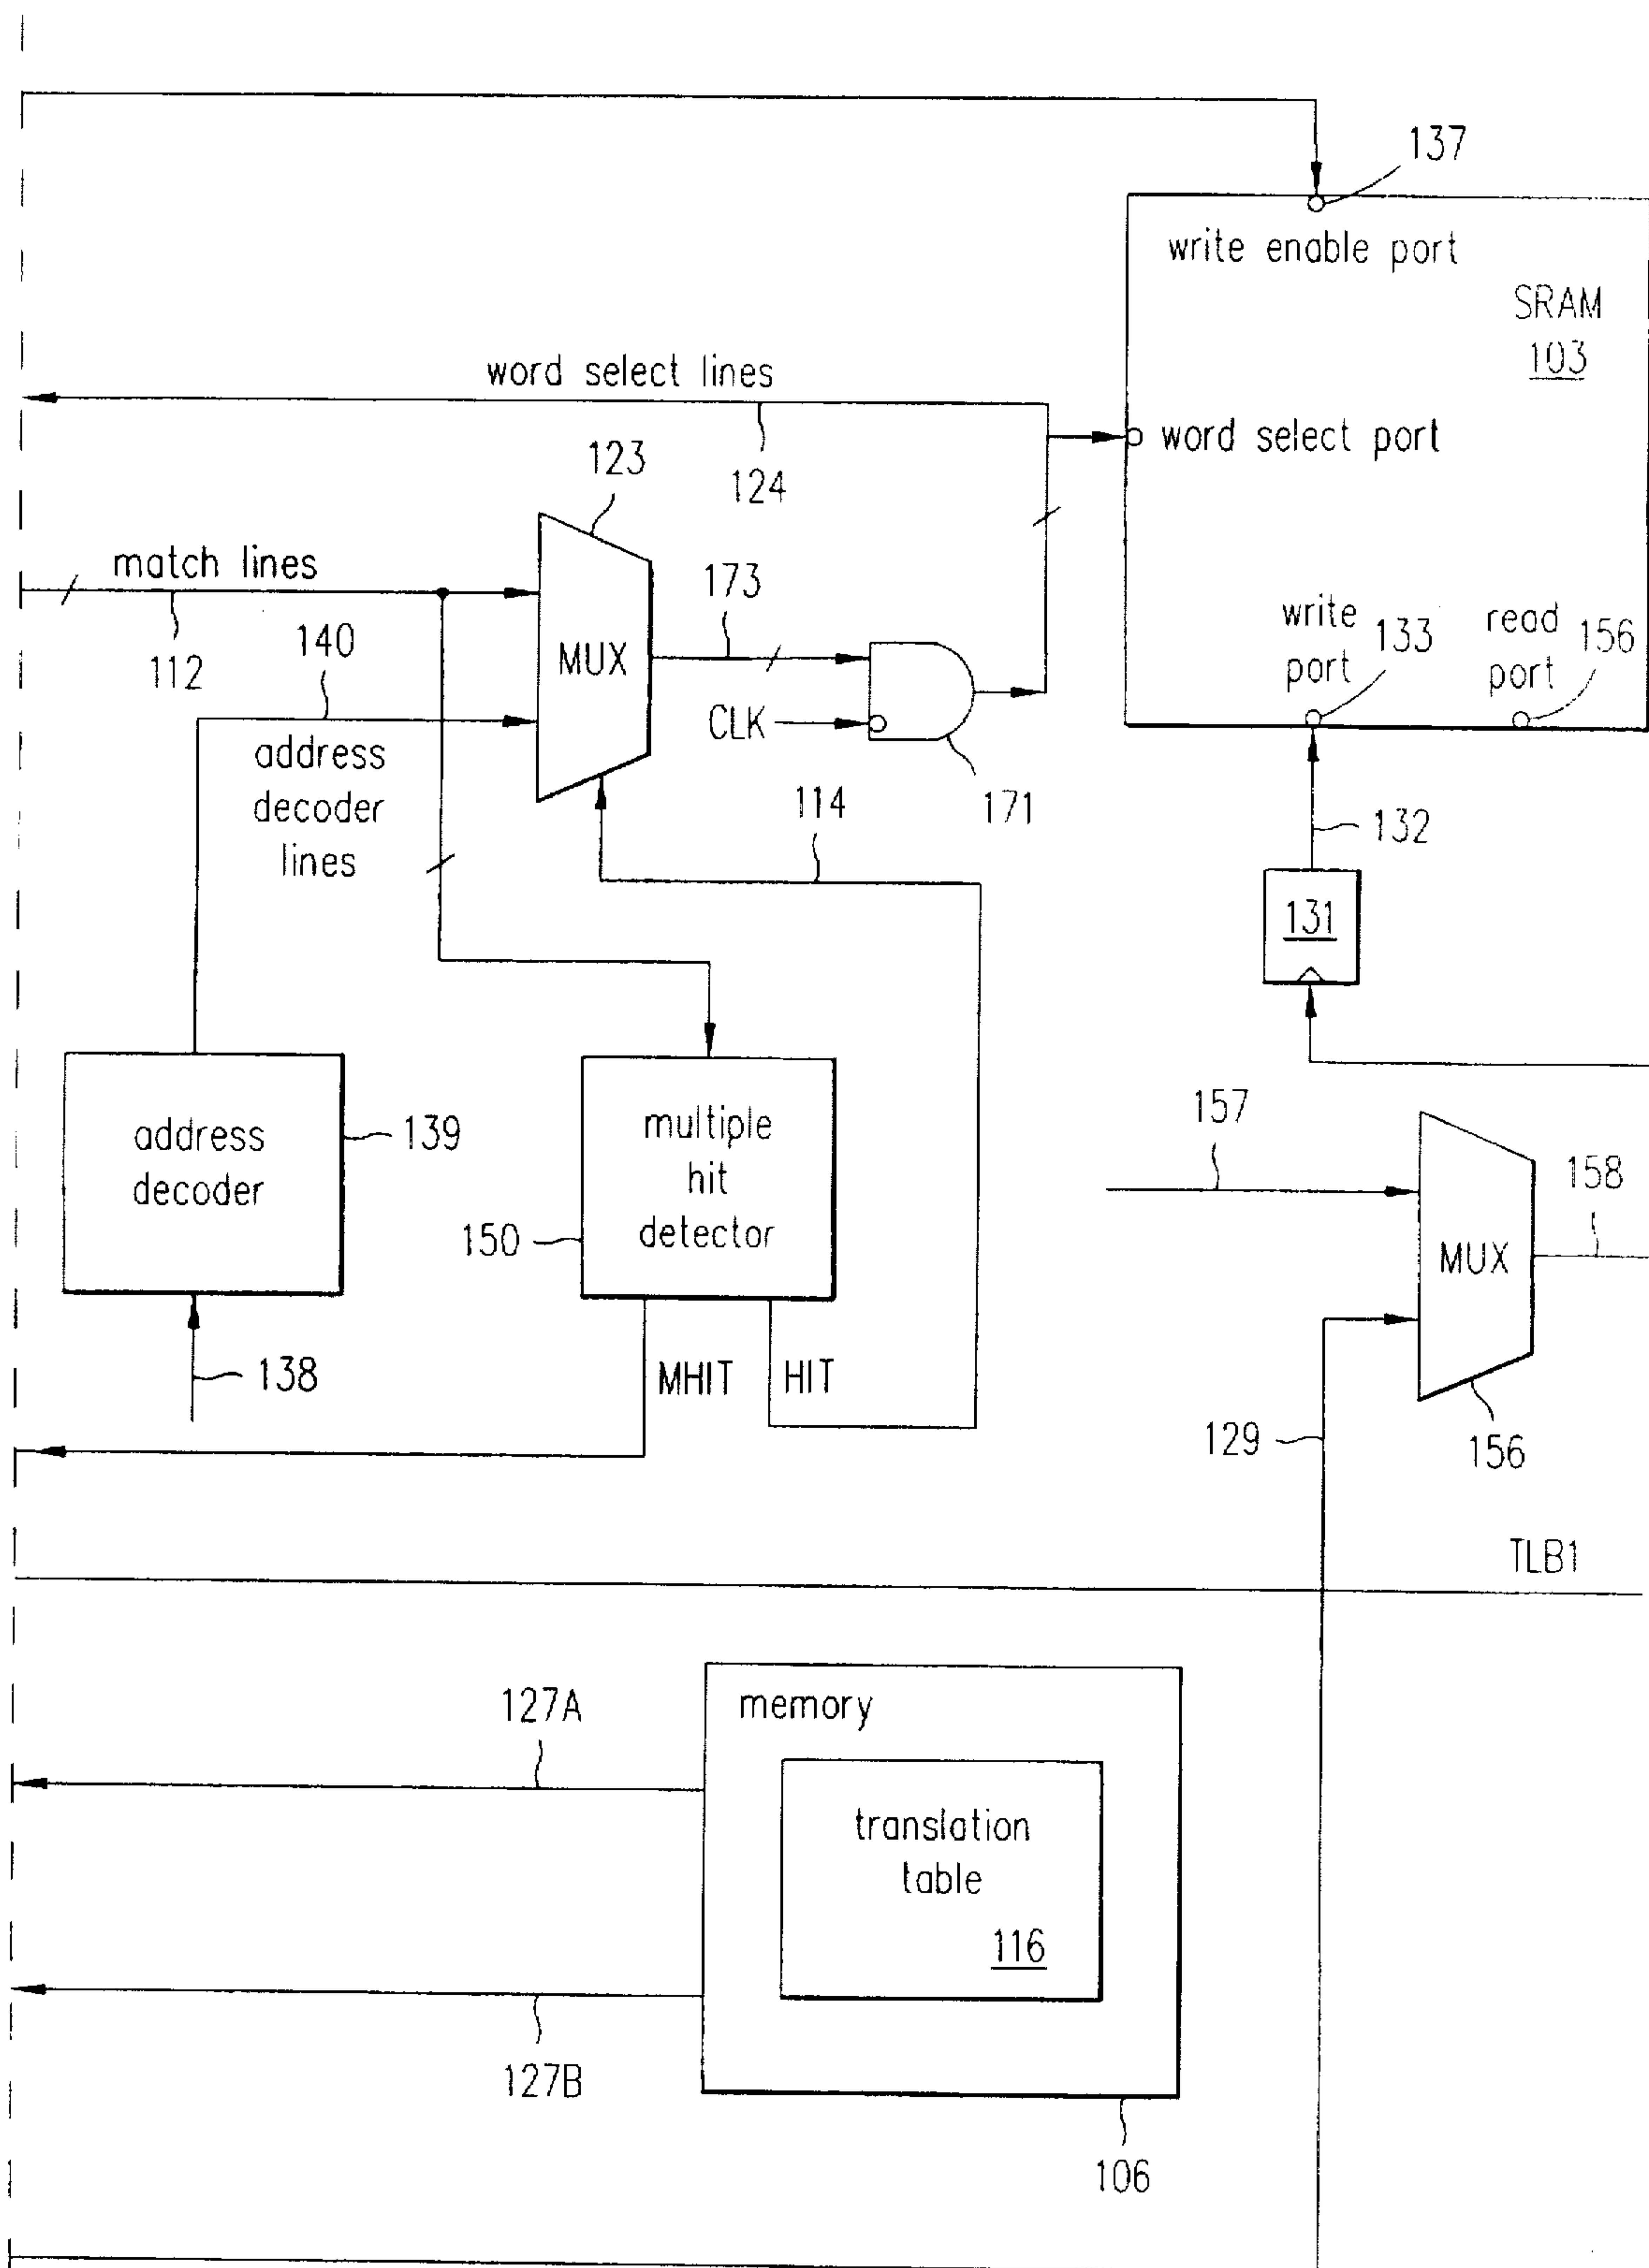 137
write enable port
SRAM
103
word select lines
word select port
123
124
match lines
173
write
port
133
read
port
156
112
140
MUX
CLK
address
decoder
lines
114
171
132
131
address
decoder
139
multiple
hit
detector
150
157
158
MUX
138
MHIT
HIT
129
156
TLB1
127A
memory
translation
table
116
127B
106